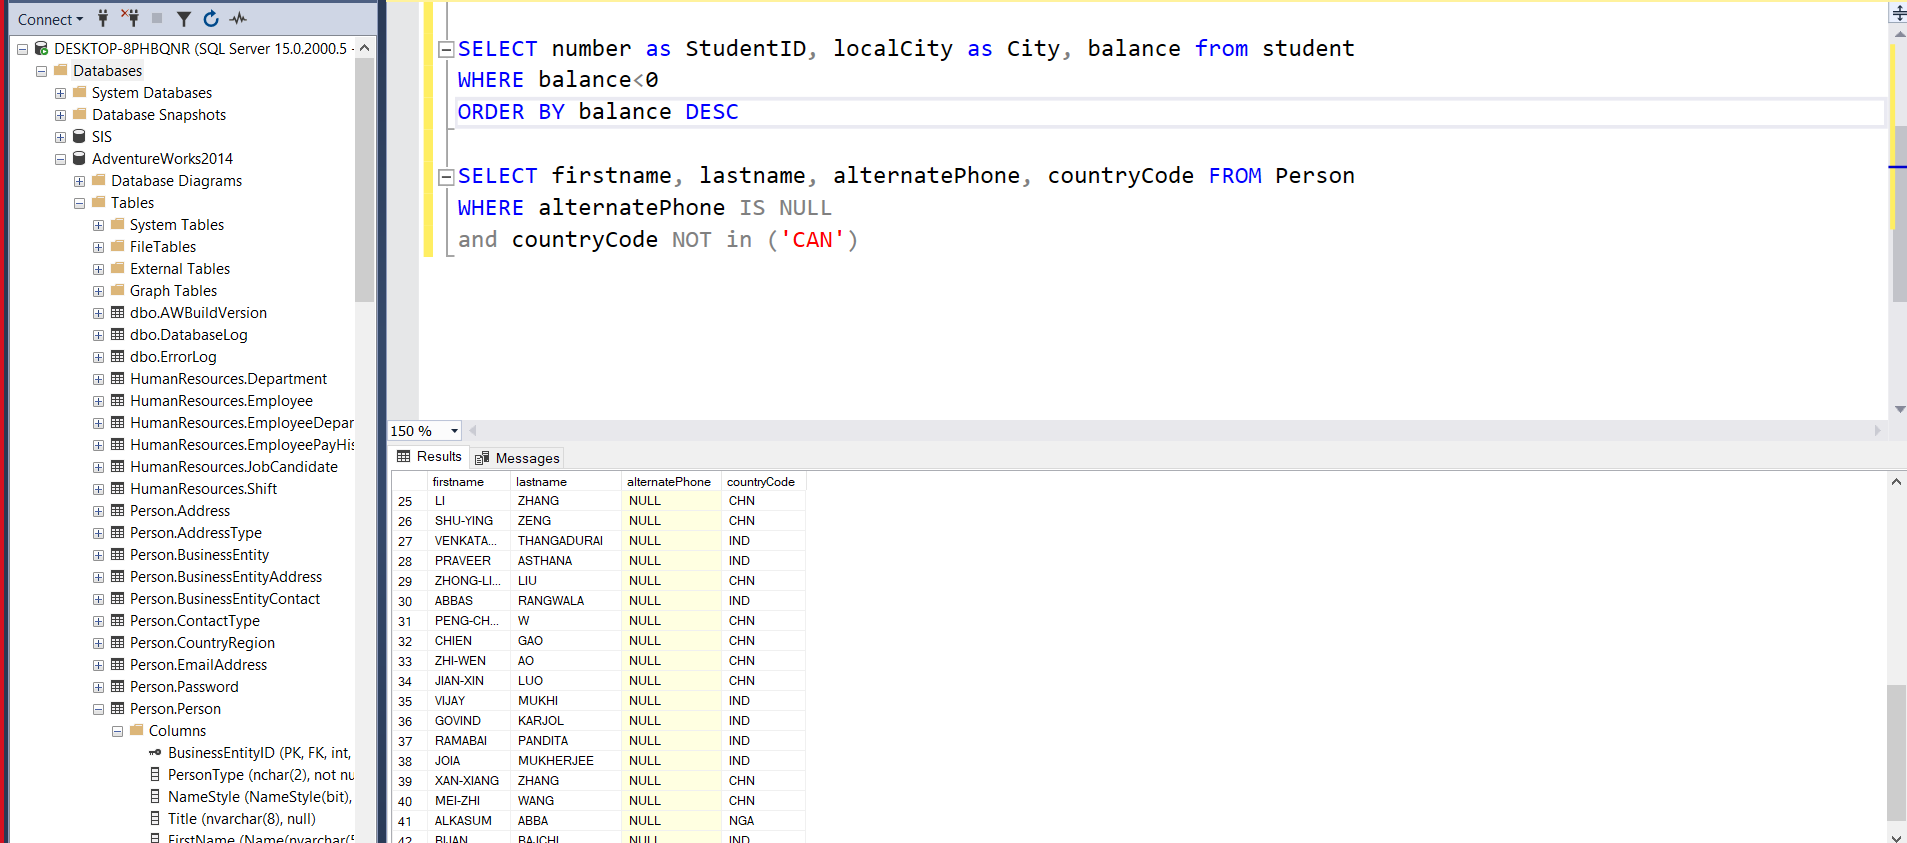 Connect
DESKTOP-8PHBQNR (SQL Server 15.0.2000.5 -
Databases
System Databases
Database Snapshots
SIS
AdventureWorks2014
Database Diagrams
Tables
System Tables
FileTables
External Tables
Graph Tables
dbo.AWBuildVersion
dbo.DatabaseLog
dbo.ErrorLog
HumanResources.Department
HumanResources.Employee
HumanResources.EmployeeDepar
HumanResources.EmployeePayHis
HumanResources.JobCandidate
HumanResources.Shift
Person.Address
Person.AddressType
Person.BusinessEntity
Person.BusinessEntityAddress
Person.BusinessEntityContact
Person.ContactType
Person.CountryRegion
Person.EmailAddress
Person.Password
Person.Person
Columns
BusinessEntityID (PK, FK, int,
PersonType (nchar(2), not nu
NameStyle (NameStyle(bit),
Title (nvarchar(8), null)
FirstName (Name(nvarchar(5
SELECT number as StudentID, localCity as City, balance from student
WHERE balance<0
ORDER BY balance DESC
SELECT firstname, lastname, alternatePhone, countryCode FROM Person
WHERE alternatePhone IS NULL
and countryCode NOT in ('CAN')
150 %
Results Messages
firstname lastname alternatePhone countryCode
25 LI ZHANG NULL CHN
26 SHU-YING ZENG NULL CHN
27 VENKATA... THANGADURAI NULL IND
28 PRAVEER ASTHANA NULL IND
29 ZHONG-LI... LIU NULL CHN
30 ABBAS RANGWALA NULL IND
31 PENG-CH... W NULL CHN
32 CHIEN GAO NULL CHN
33 ZHI-WEN AO NULL CHN
34 JIAN-XIN LUO NULL CHN
35 VIJAY MUKHI NULL IND
36 GOVIND KARJOL NULL IND
37 RAMABAI PANDITA NULL IND
38 JOIA MUKHERJEE NULL IND
39 XAN-XIANG ZHANG NULL CHN
40 MEI-ZHI WANG NULL CHN
41 ALKASUM ABBA NULL NGA
42 BIJAN BAJCHI NULL IND